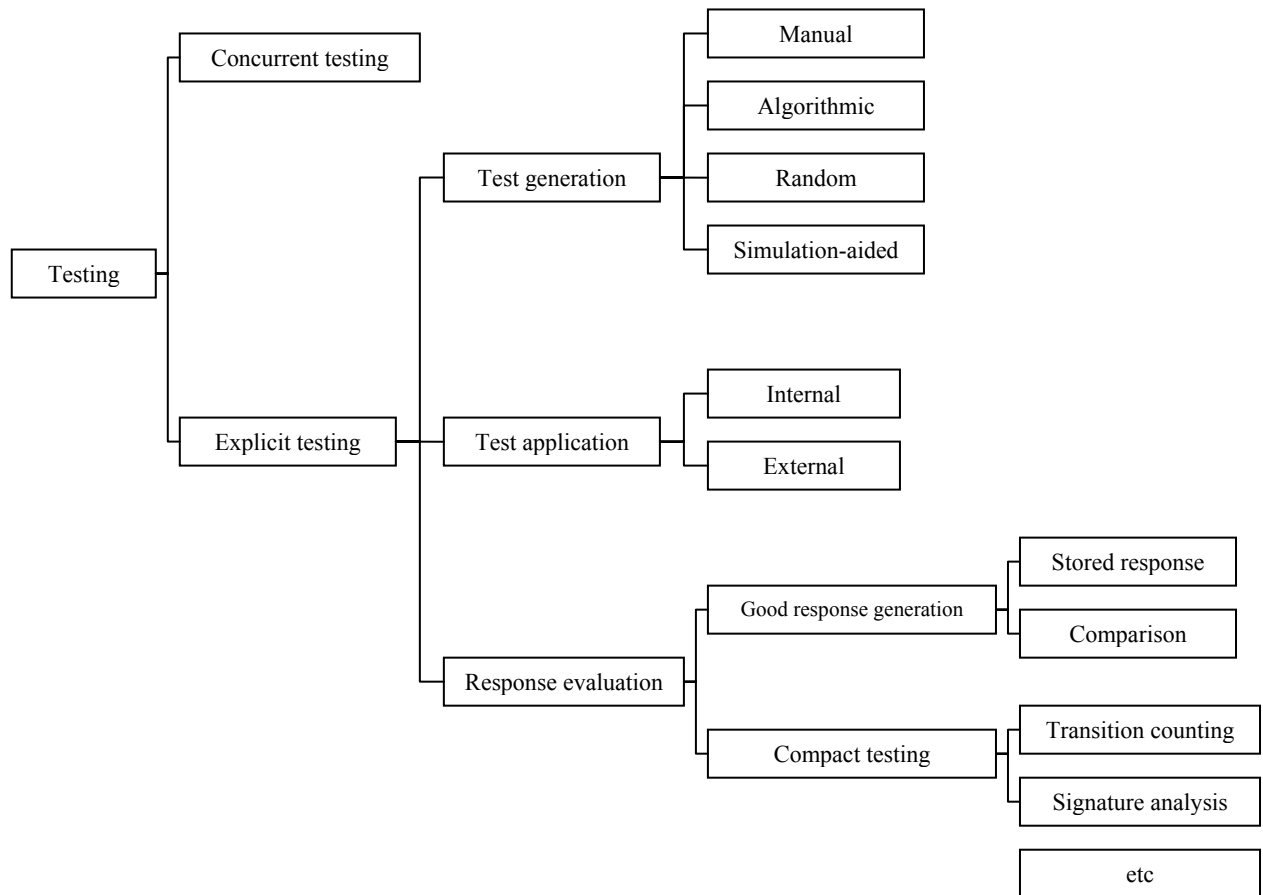 Manual
Concurrent testing
Algorithmic
Test generation
Random
Simulation-aided
Testing
Internal
Explicit testing
Test application
External
Stored response
Good response generation
Comparison
Response evaluation
Transition counting
Compact testing
Signature analysis
etc